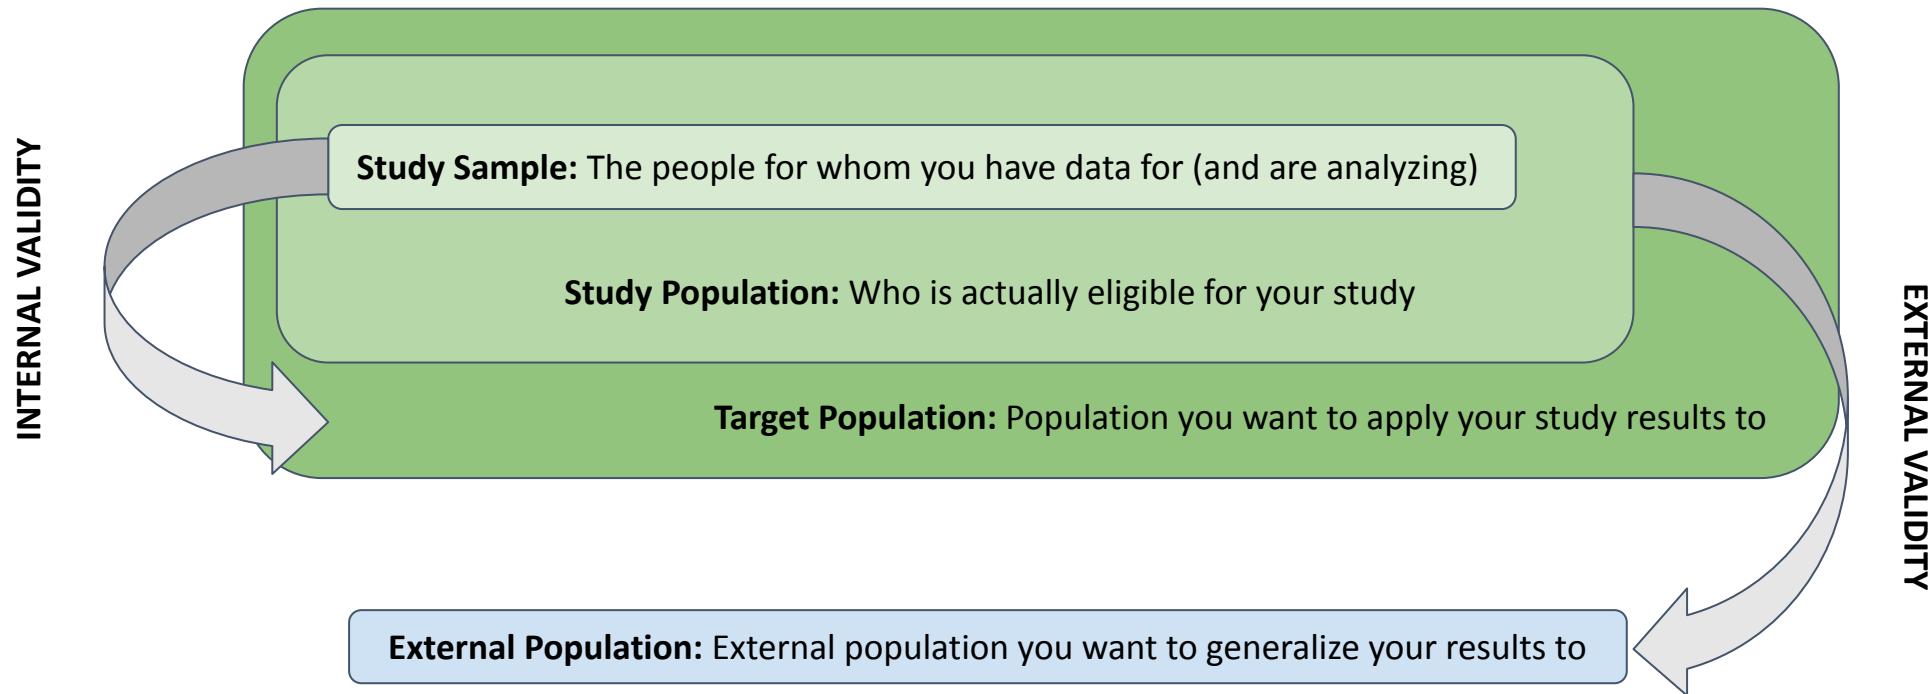 INTERNAL VALIDITY
Study Sample: The people for whom you have data for (and are analyzing)
Study Population: Who is actually eligible for your study
Target Population: Population you want to apply your study results to
EXTERNAL VALIDITY
External Population: External population you want to generalize your results to